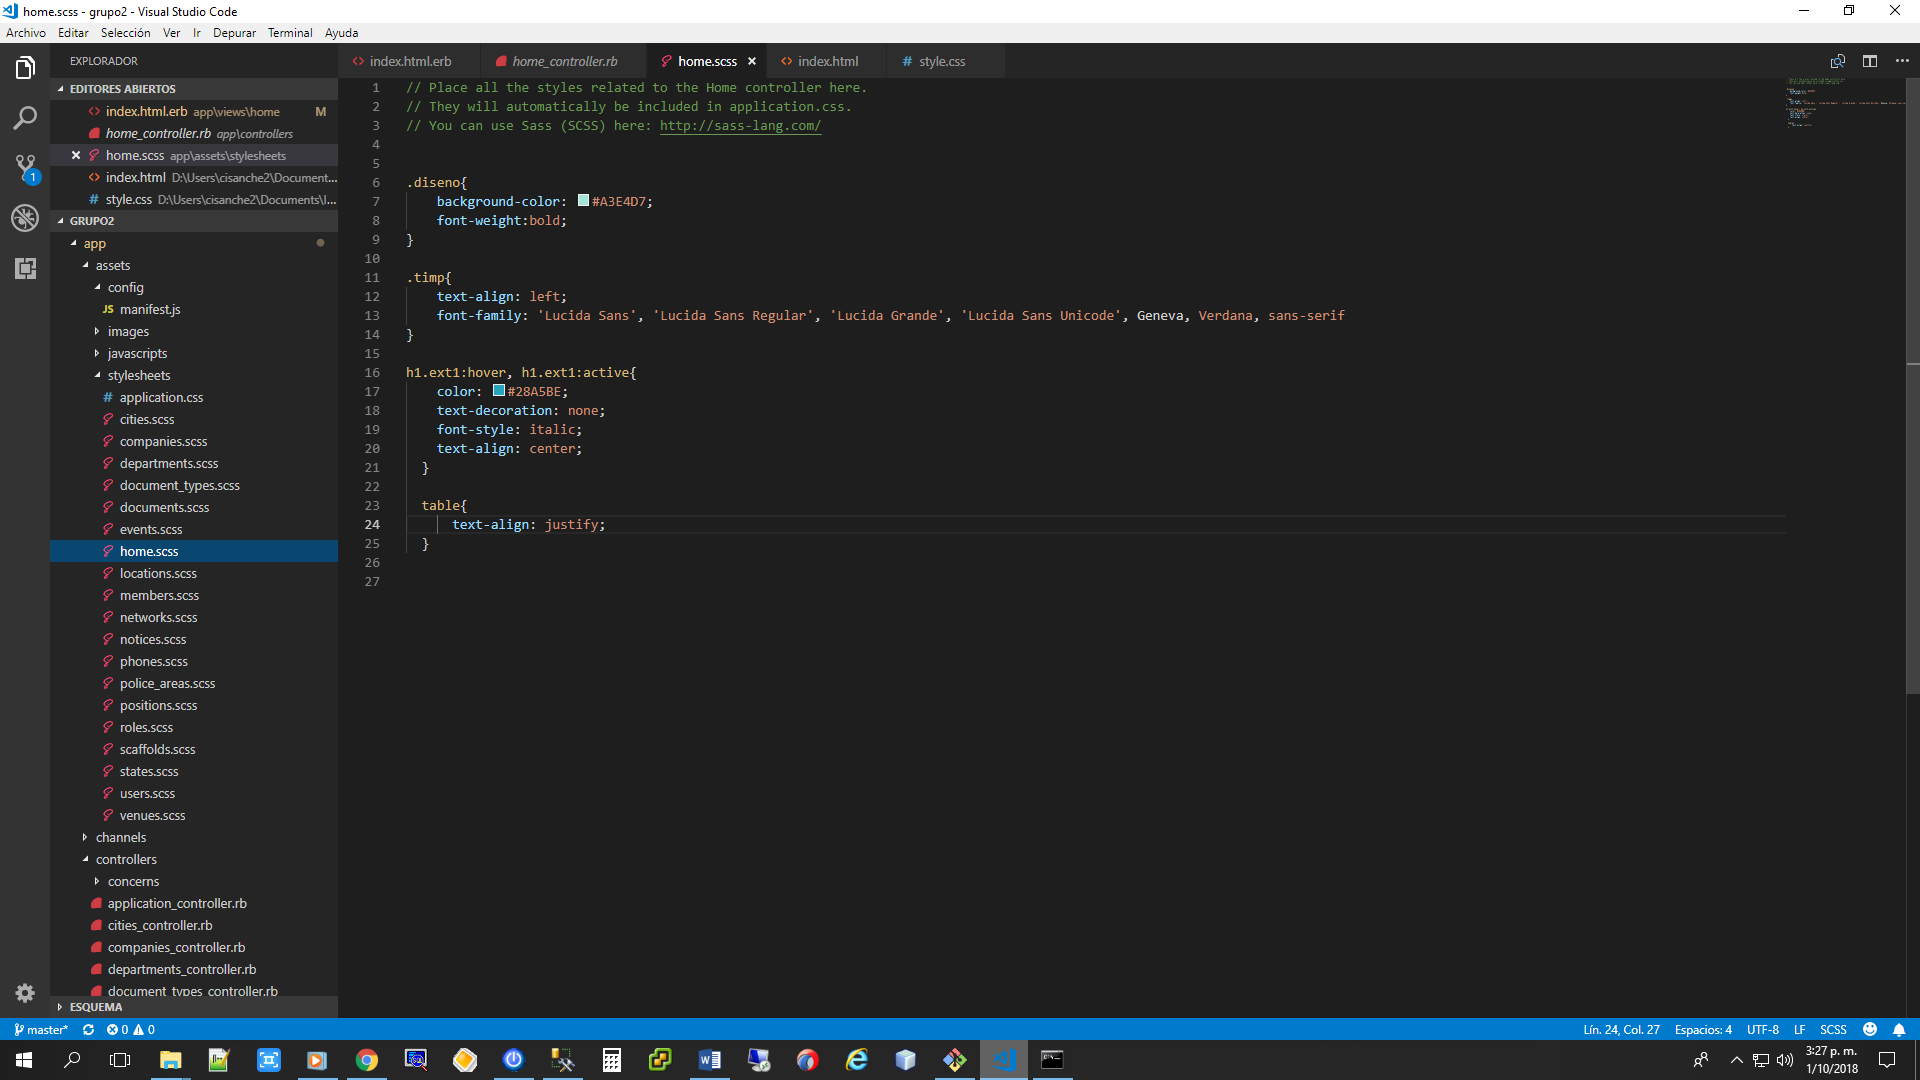 home.scss - grupo2 - Visual Studio Code
Archivo Editar Selección Ver Ir Depurar Terminal Ayuda
EXPLORADOR
EDITORES ABIERTOS
index.html.erb app\views\home M
home_controller.rb app\controllers
home.scss app\assets\stylesheets
index.html D:\Users\cisanche2\Document...
style.css D:\Users\cisanche2\Documents\I...
GRUPO2
app
assets
config
JS manifest.js
images
javascripts
stylesheets
# application.css
cities.scss
companies.scss
departments.scss
document_types.scss
documents.scss
events.scss
home.scss
locations.scss
members.scss
networks.scss
notices.scss
phones.scss
police_areas.scss
positions.scss
roles.scss
scaffolds.scss
states.scss
users.scss
venues.scss
channels
controllers
concerns
application_controller.rb
cities_controller.rb
companies_controller.rb
departments_controller.rb
document_types_controller.rb
ESQUEMA
1
index.html.erb home_controller.rb home.scss index.html # style.css
1 // Place all the styles related to the Home controller here.
2 // They will automatically be included in application.css.
3 // You can use Sass (SCSS) here: http://sass-lang.com/
4
5
6 .diseno{
7 background-color: #A3E4D7;
8 font-weight:bold;
9 }
10
11 .timp{
12 text-align: left;
13 font-family: 'Lucida Sans', 'Lucida Sans Regular', 'Lucida Grande', 'Lucida Sans Unicode', Geneva, Verdana, sans-serif
14 }
15
16 h1.ext1:hover, h1.ext1:active{
17 color: #28A5BE;
18 text-decoration: none;
19 font-style: italic;
20 text-align: center;
21 }
22
23 table{
24 text-align: justify;
25 }
26
27
master* 0 0 Lín. 24, Col. 27 Espacios: 4 UTF-8 LF SCSS
3:27 p. m.
1/10/2018